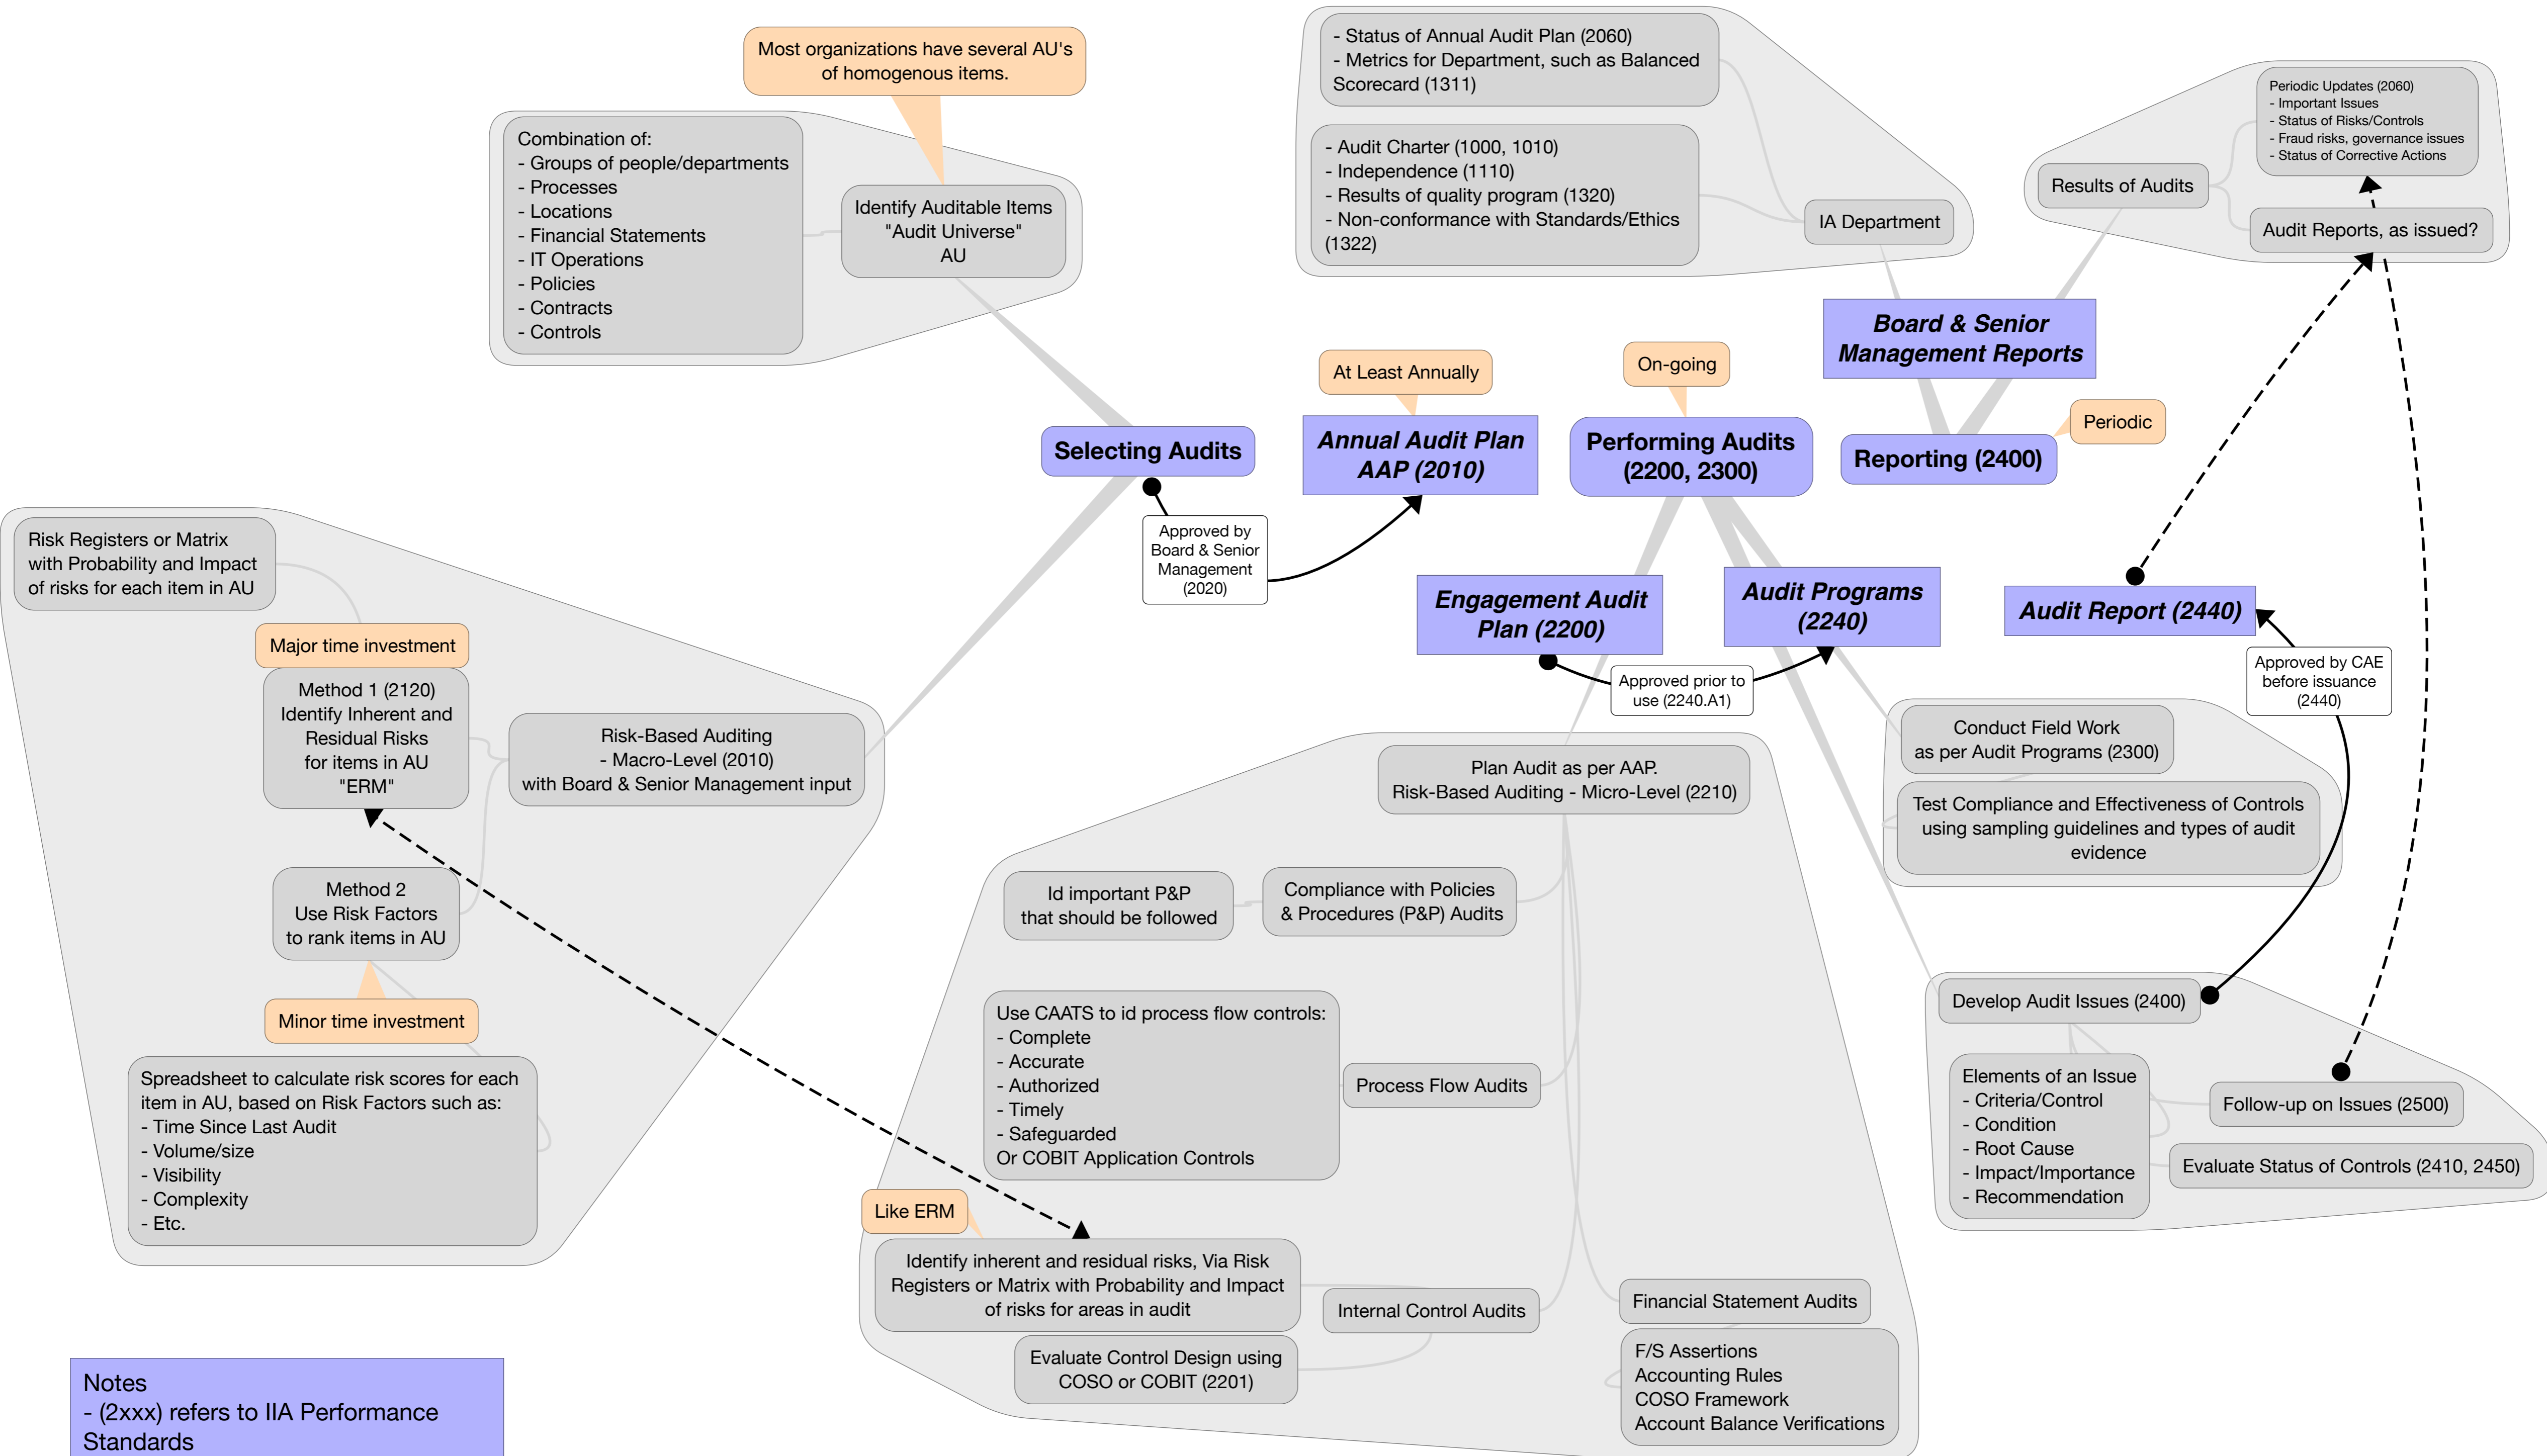 Most organizations have several AU's
of homogenous items.
Combination of:
- Groups of people/departments
- Processes
- Locations
- Financial Statements
- IT Operations
- Policies
- Contracts
- Controls
Identify Auditable Items
"Audit Universe"
AU
- Status of Annual Audit Plan (2060)
- Metrics for Department, such as Balanced
Scorecard (1311)
- Audit Charter (1000, 1010)
- Independence (1110)
- Results of quality program (1320)
- Non-conformance with Standards/Ethics
(1322)
IA Department
Results of Audits
Periodic Updates (2060)
- Important Issues
- Status of Risks/Controls
- Fraud risks, governance issues
- Status of Corrective Actions
Audit Reports, as issued?
Board & Senior
Management Reports
At Least Annually
On-going
Periodic
Selecting Audits
Annual Audit Plan
AAP (2010)
Performing Audits
(2200, 2300)
Reporting (2400)
Approved by
Board & Senior
Management
(2020)
Engagement Audit
Plan (2200)
Audit Programs
(2240)
Audit Report (2440)
Approved prior to
use (2240.A1)
Approved by CAE
before issuance
(2440)
Risk Registers or Matrix
with Probability and Impact
of risks for each item in AU
Major time investment
Method 1 (2120)
Identify Inherent and
Residual Risks
for items in AU
"ERM"
Risk-Based Auditing
- Macro-Level (2010)
with Board & Senior Management input
Method 2
Use Risk Factors
to rank items in AU
Minor time investment
Spreadsheet to calculate risk scores for each
item in AU, based on Risk Factors such as:
- Time Since Last Audit
- Volume/size
- Visibility
- Complexity
- Etc.
Plan Audit as per AAP.
Risk-Based Auditing - Micro-Level (2210)
Id important P&P
that should be followed
Compliance with Policies
& Procedures (P&P) Audits
Use CAATS to id process flow controls:
- Complete
- Accurate
- Authorized
- Timely
- Safeguarded
Or COBIT Application Controls
Process Flow Audits
Like ERM
Identify inherent and residual risks, Via Risk
Registers or Matrix with Probability and Impact
of risks for areas in audit
Internal Control Audits
Evaluate Control Design using
COSO or COBIT (2201)
Financial Statement Audits
F/S Assertions
Accounting Rules
COSO Framework
Account Balance Verifications
Conduct Field Work
as per Audit Programs (2300)
Test Compliance and Effectiveness of Controls
using sampling guidelines and types of audit
evidence
Develop Audit Issues (2400)
Elements of an Issue
- Criteria/Control
- Condition
- Root Cause
- Impact/Importance
- Recommendation
Follow-up on Issues (2500)
Evaluate Status of Controls (2410, 2450)
Notes
- (2xxx) refers to IIA Performance
Standards